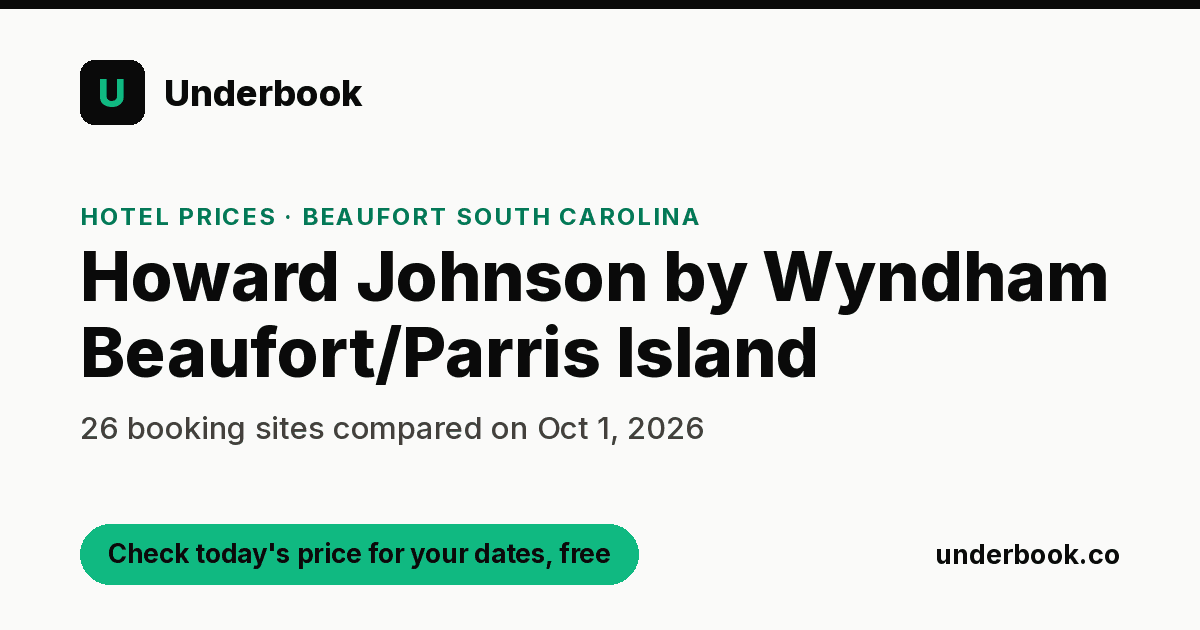 U Underbook
HOTEL PRICES · BEAUFORT SOUTH CAROLINA
Howard Johnson by Wyndham
Beaufort/Parris Island
26 booking sites compared on Oct 1, 2026
Check today's price for your dates, free
underbook.co